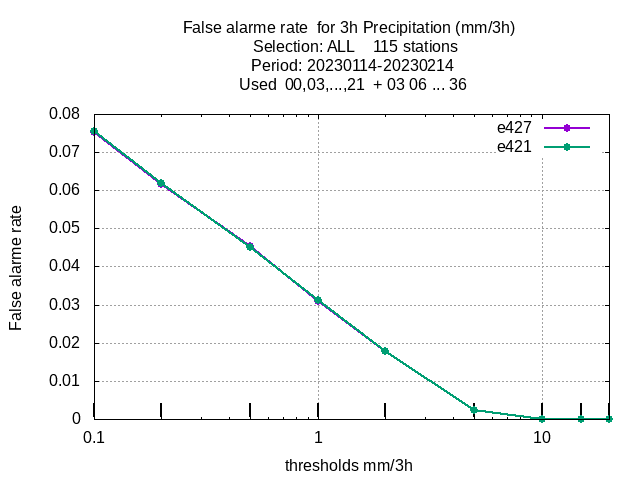 False alarme rate  for 3h Precipitation (mm/3h)
Selection: ALL    115 stations
Period: 20230114-20230214
Used  00,03,...,21  + 03 06 ... 36
e427
e421
0.08
0.07
0.06
0.05
0.04
0.03
0.02
0.01
0
False alarme rate
0.1 1 10
thresholds mm/3h